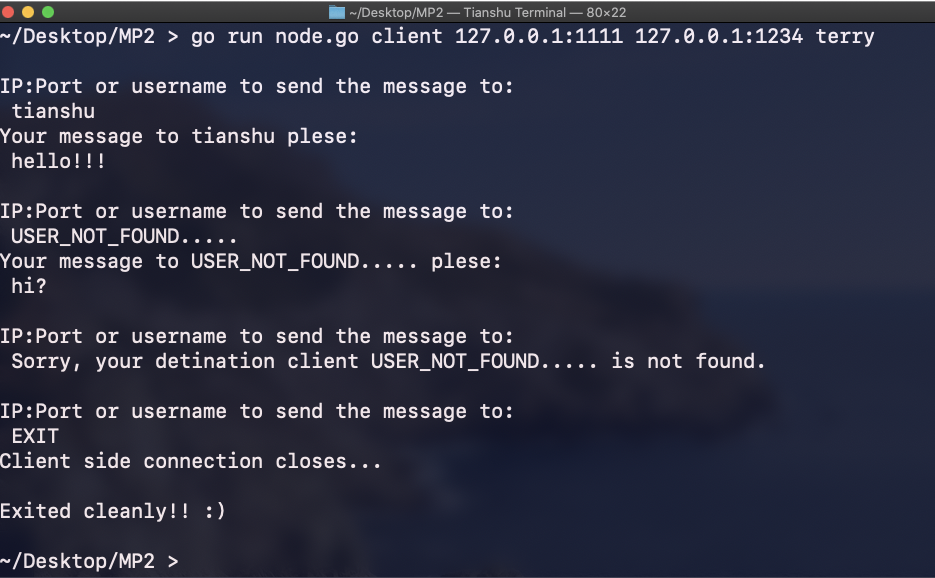 ~/Desktop/MP2 — Tianshu Terminal — 80×22
~/Desktop/MP2 > go run node.go client 127.0.0.1:1111 127.0.0.1:1234 terry
IP:Port or username to send the message to:
tianshu
Your message to tianshu plese:
hello!!!
IP:Port or username to send the message to:
USER_NOT_FOUND.....
Your message to USER_NOT_FOUND..... plese:
hi?
IP:Port or username to send the message to:
Sorry, your detination client USER_NOT_FOUND..... is not found.
IP:Port or username to send the message to:
EXIT
Client side connection closes...
Exited cleanly!! :)
~/Desktop/MP2 >